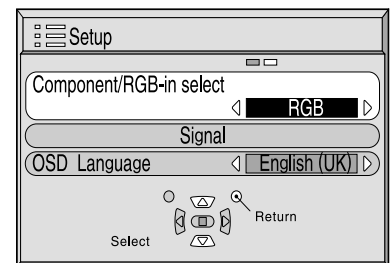 Setup
Component/RGB-in select
RGB
Signal
OSD Language English (UK)
Return
Select